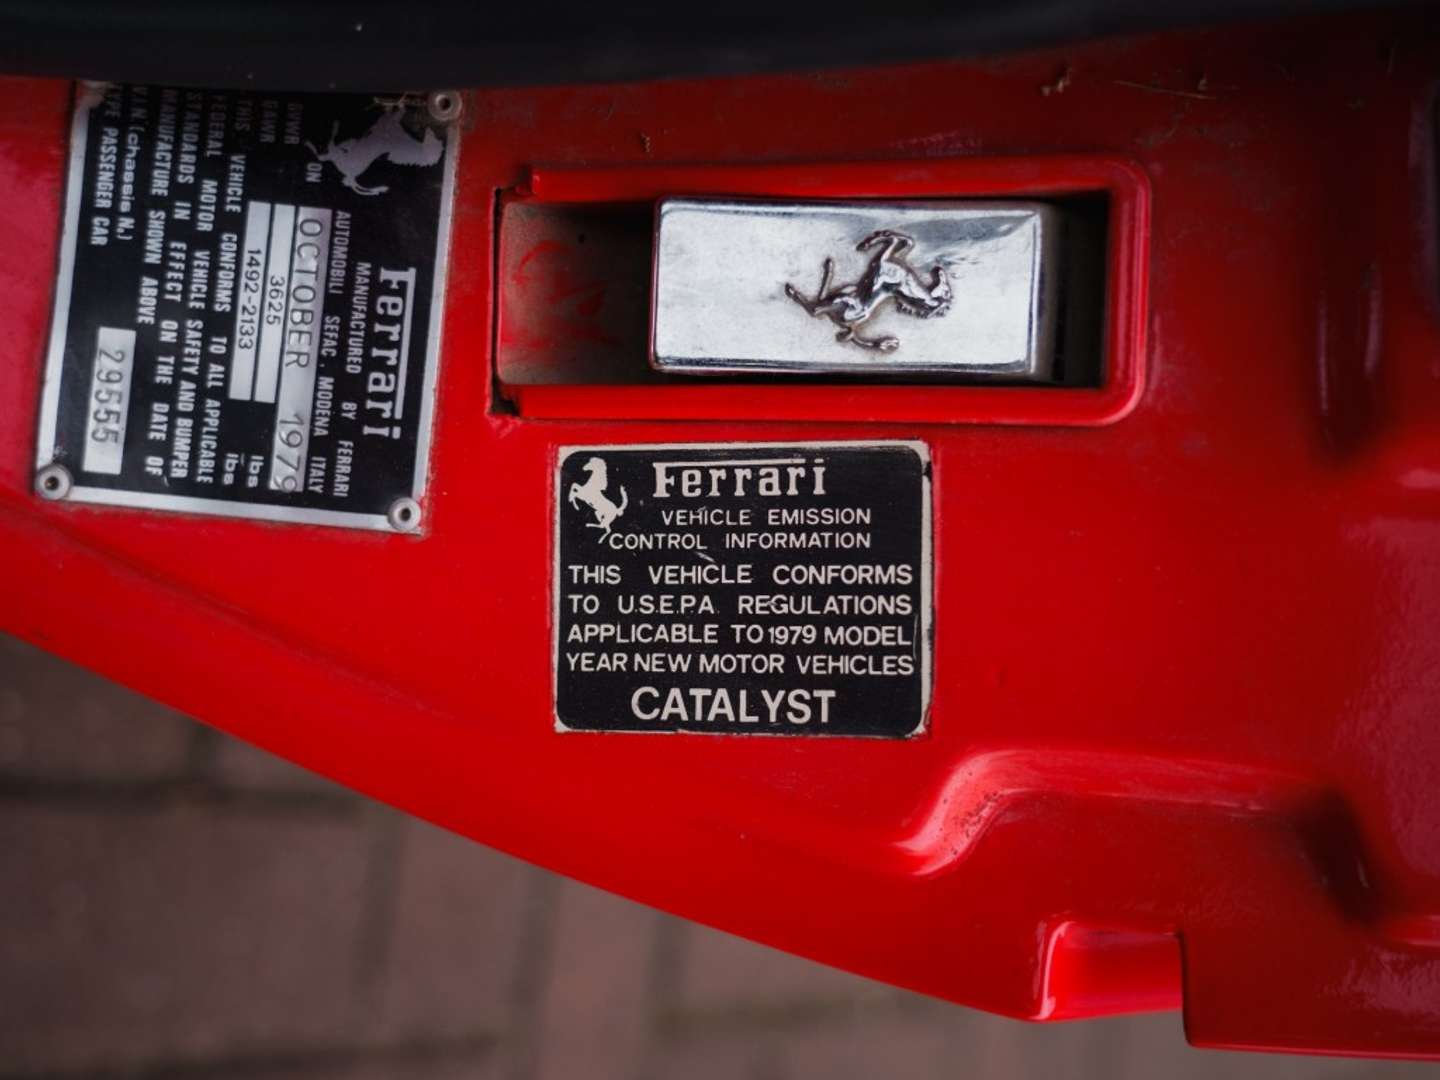 Ferrari
MANUFACTURED BY FERRARI
AUTOMOBILI SEFAC, MODENA ITALY
ON OCTOBER 1979
GVWR 3625 lbs
GAWR 1492-2133 lbs
THIS VEHICLE CONFORMS TO ALL APPLICABLE
FEDERAL MOTOR VEHICLE SAFETY AND BUMPER
STANDARDS IN EFFECT ON THE DATE OF
MANUFACTURE SHOWN ABOVE
V.I.N. (chassis N.) 29555
TYPE PASSENGER CAR
Ferrari
VEHICLE EMISSION
CONTROL INFORMATION
THIS VEHICLE CONFORMS
TO U.S.E.P.A. REGULATIONS
APPLICABLE TO 1979 MODEL
YEAR NEW MOTOR VEHICLES
CATALYST